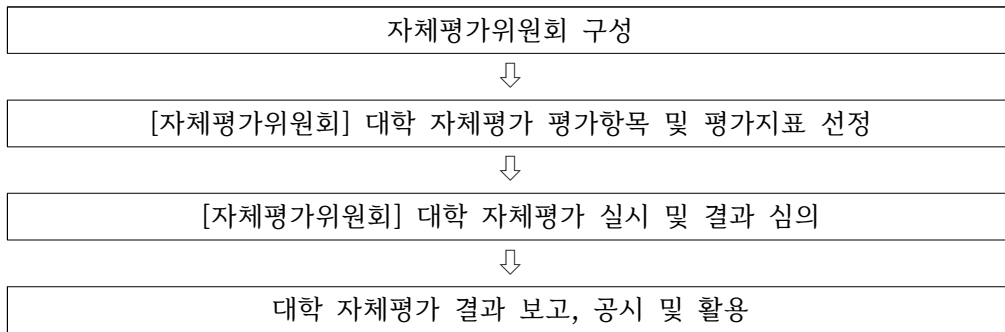 자체평가위원회 구성
⇩
[자체평가위원회] 대학 자체평가 평가항목 및 평가지표 선정
⇩
[자체평가위원회] 대학 자체평가 실시 및 결과 심의
⇩
대학 자체평가 결과 보고, 공시 및 활용